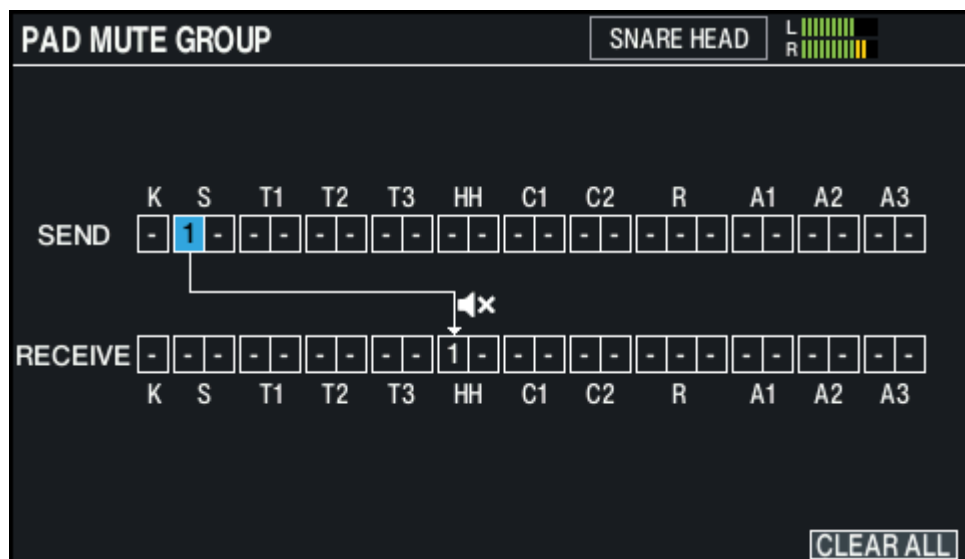 PAD MUTE GROUP SNARE HEAD L R
K S T1 T2 T3 HH C1 C2 R A1 A2 A3
SEND - 1 - - - - - - - - - - - - - - - - - - - - - -
RECEIVE - - - - - - - - - 1 - - - - - - - - - - - - - -
K S T1 T2 T3 HH C1 C2 R A1 A2 A3
CLEAR ALL